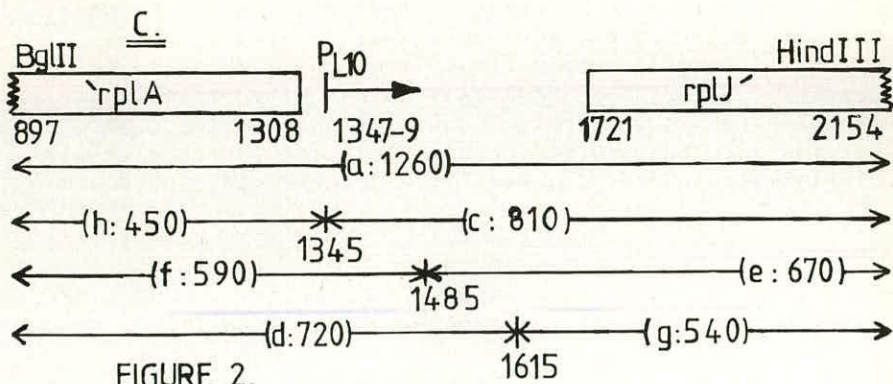 C.
BglII PL10 HindIII
'rplA rplJ'
897 1308 1347-9 1721 2154
(a:1260)
(h:450) (c:810)
1345
(f:590) (e:670)
1485
(d:720) (g:540)
1615
FIGURE 2.